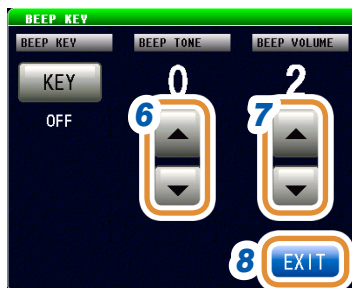 BEEP KEY
BEEP KEY BEEP TONE BEEP VOLUME
KEY 0 2
OFF 6 7
8 EXIT